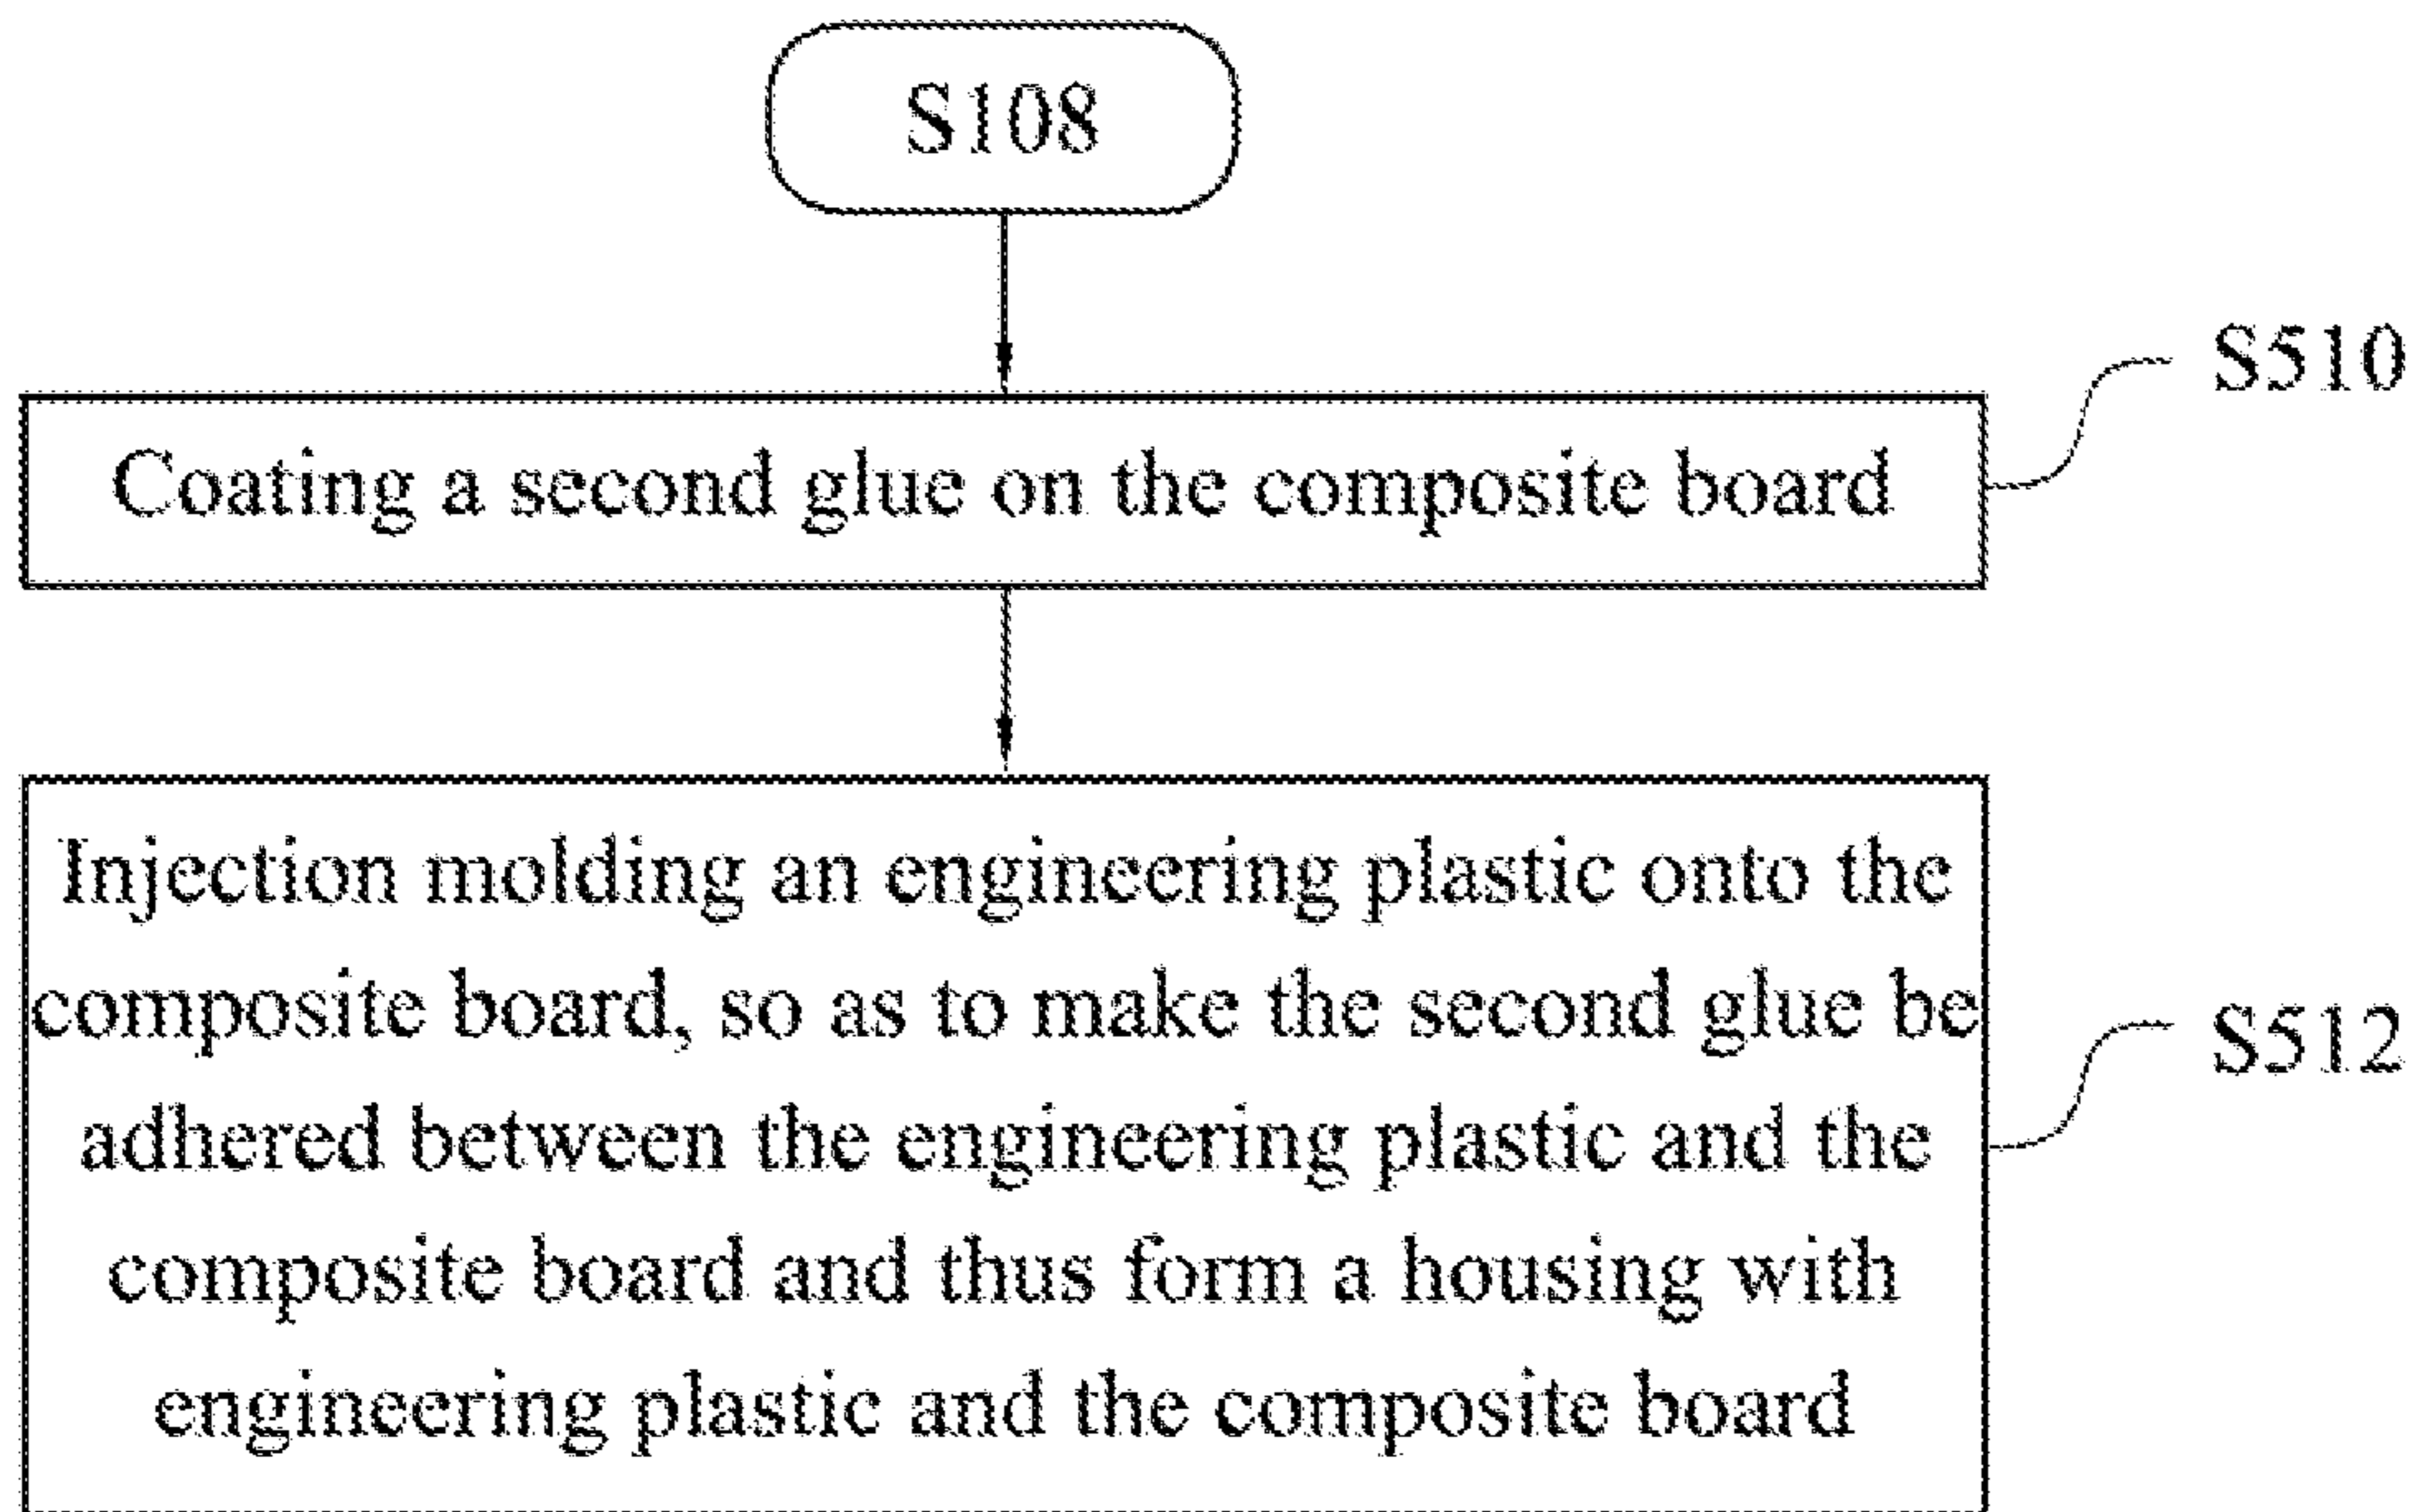 S108
S510
Coating a second glue on the composite board
Injection molding an engineering plastic onto the
composite board, so as to make the second glue be
adhered between the engineering plastic and the
composite board and thus form a housing with
engineering plastic and the composite board
S512